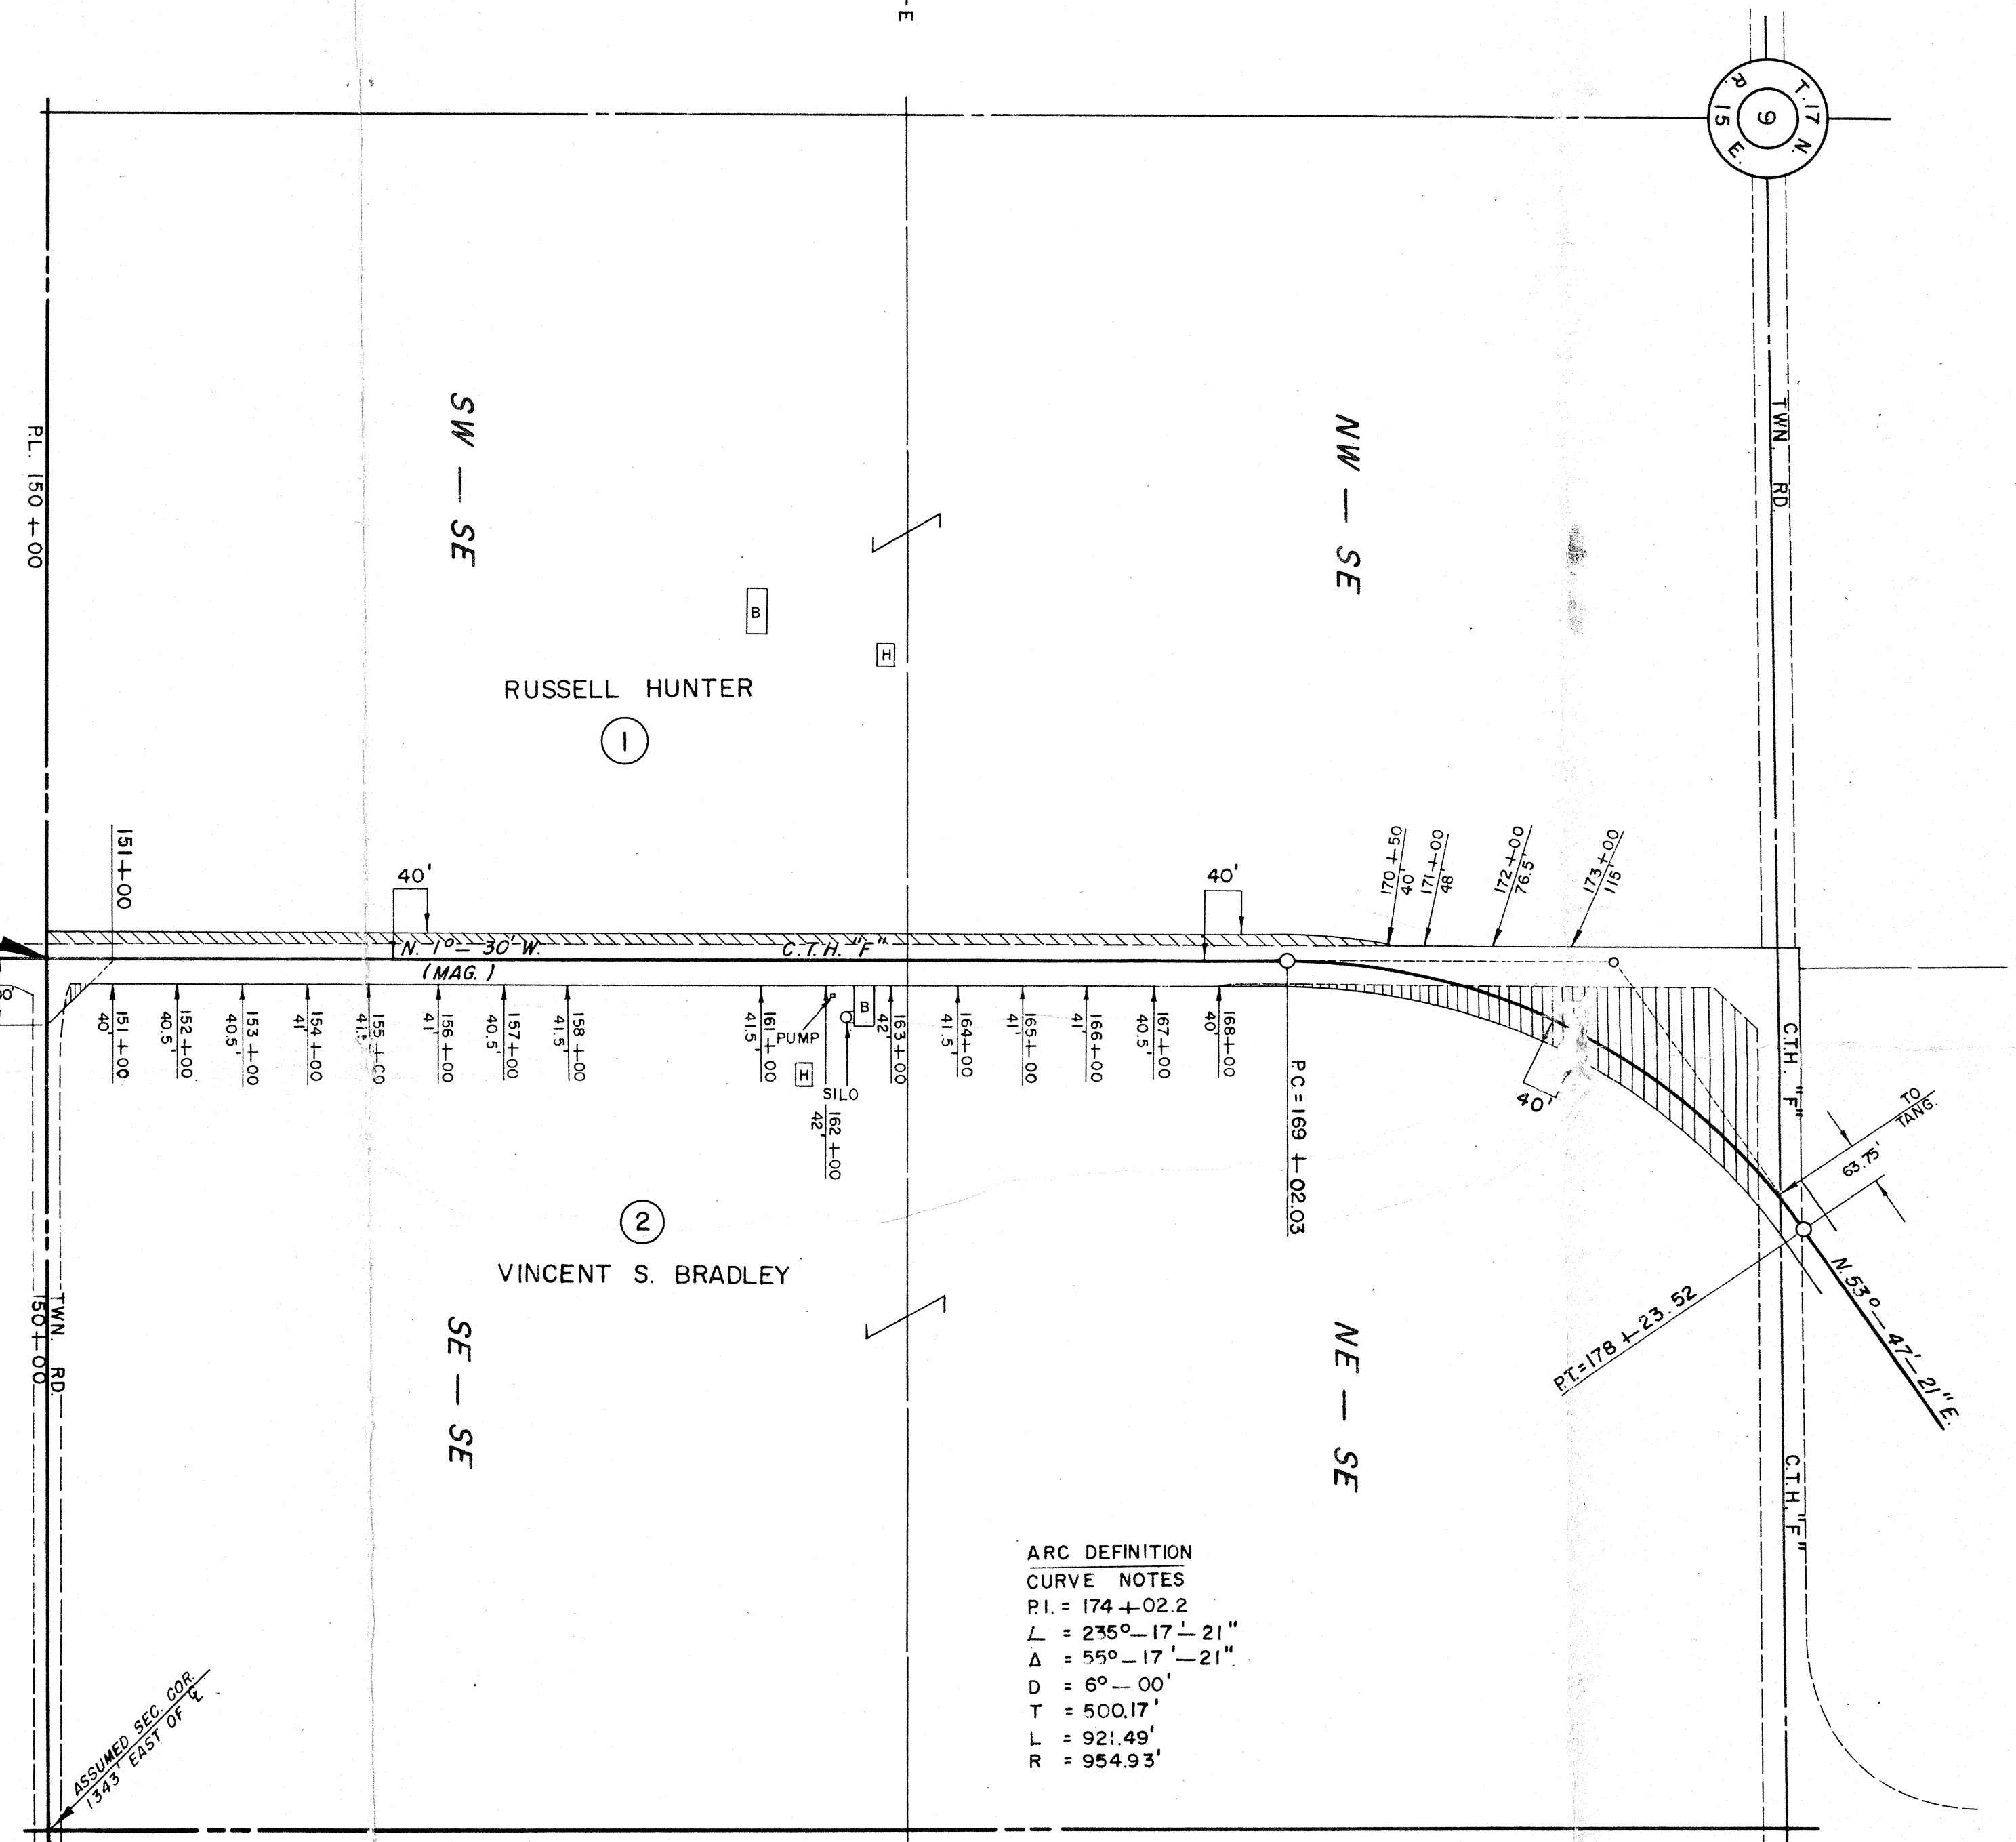 E
T. 17 N.
R. 15 E.
9
TWN. RD.
SW — SE
NW — SE
P.L. 150+00
B
H
RUSSELL HUNTER
1
151+00
40'
40'
170+50
40'
171+00
48'
172+00
76.5'
173+00
115'
N. 1°—30' W.
(MAG.)
C.T.H. "F"
151+00
40'
152+00
40.5'
153+00
40.5'
154+00
41'
155+00
41.5'
156+00
41'
157+00
40.5'
158+00
41.5'
161+00
41.5'
PUMP
H
B
SILO
162+00
42'
163+00
42'
164+00
41.5'
165+00
41'
166+00
41'
167+00
40.5'
168+00
40'
P.C. = 169+02.03
40'
C.T.H. "F"
TO
TANG.
63.75'
P.T. = 178+23.52
N. 53°—47'—21" E.
2
VINCENT S. BRADLEY
TWN. RD.
150+00
SE — SE
NE — SE
C.T.H. "F"
ARC DEFINITION
CURVE NOTES
P.I. = 174+02.2
∠ = 235°—17'—21"
Δ = 55°—17'—21"
D = 6°—00'
T = 500.17'
L = 921.49'
R = 954.93'
ASSUMED SEC. COR.
1343' EAST OF ℄